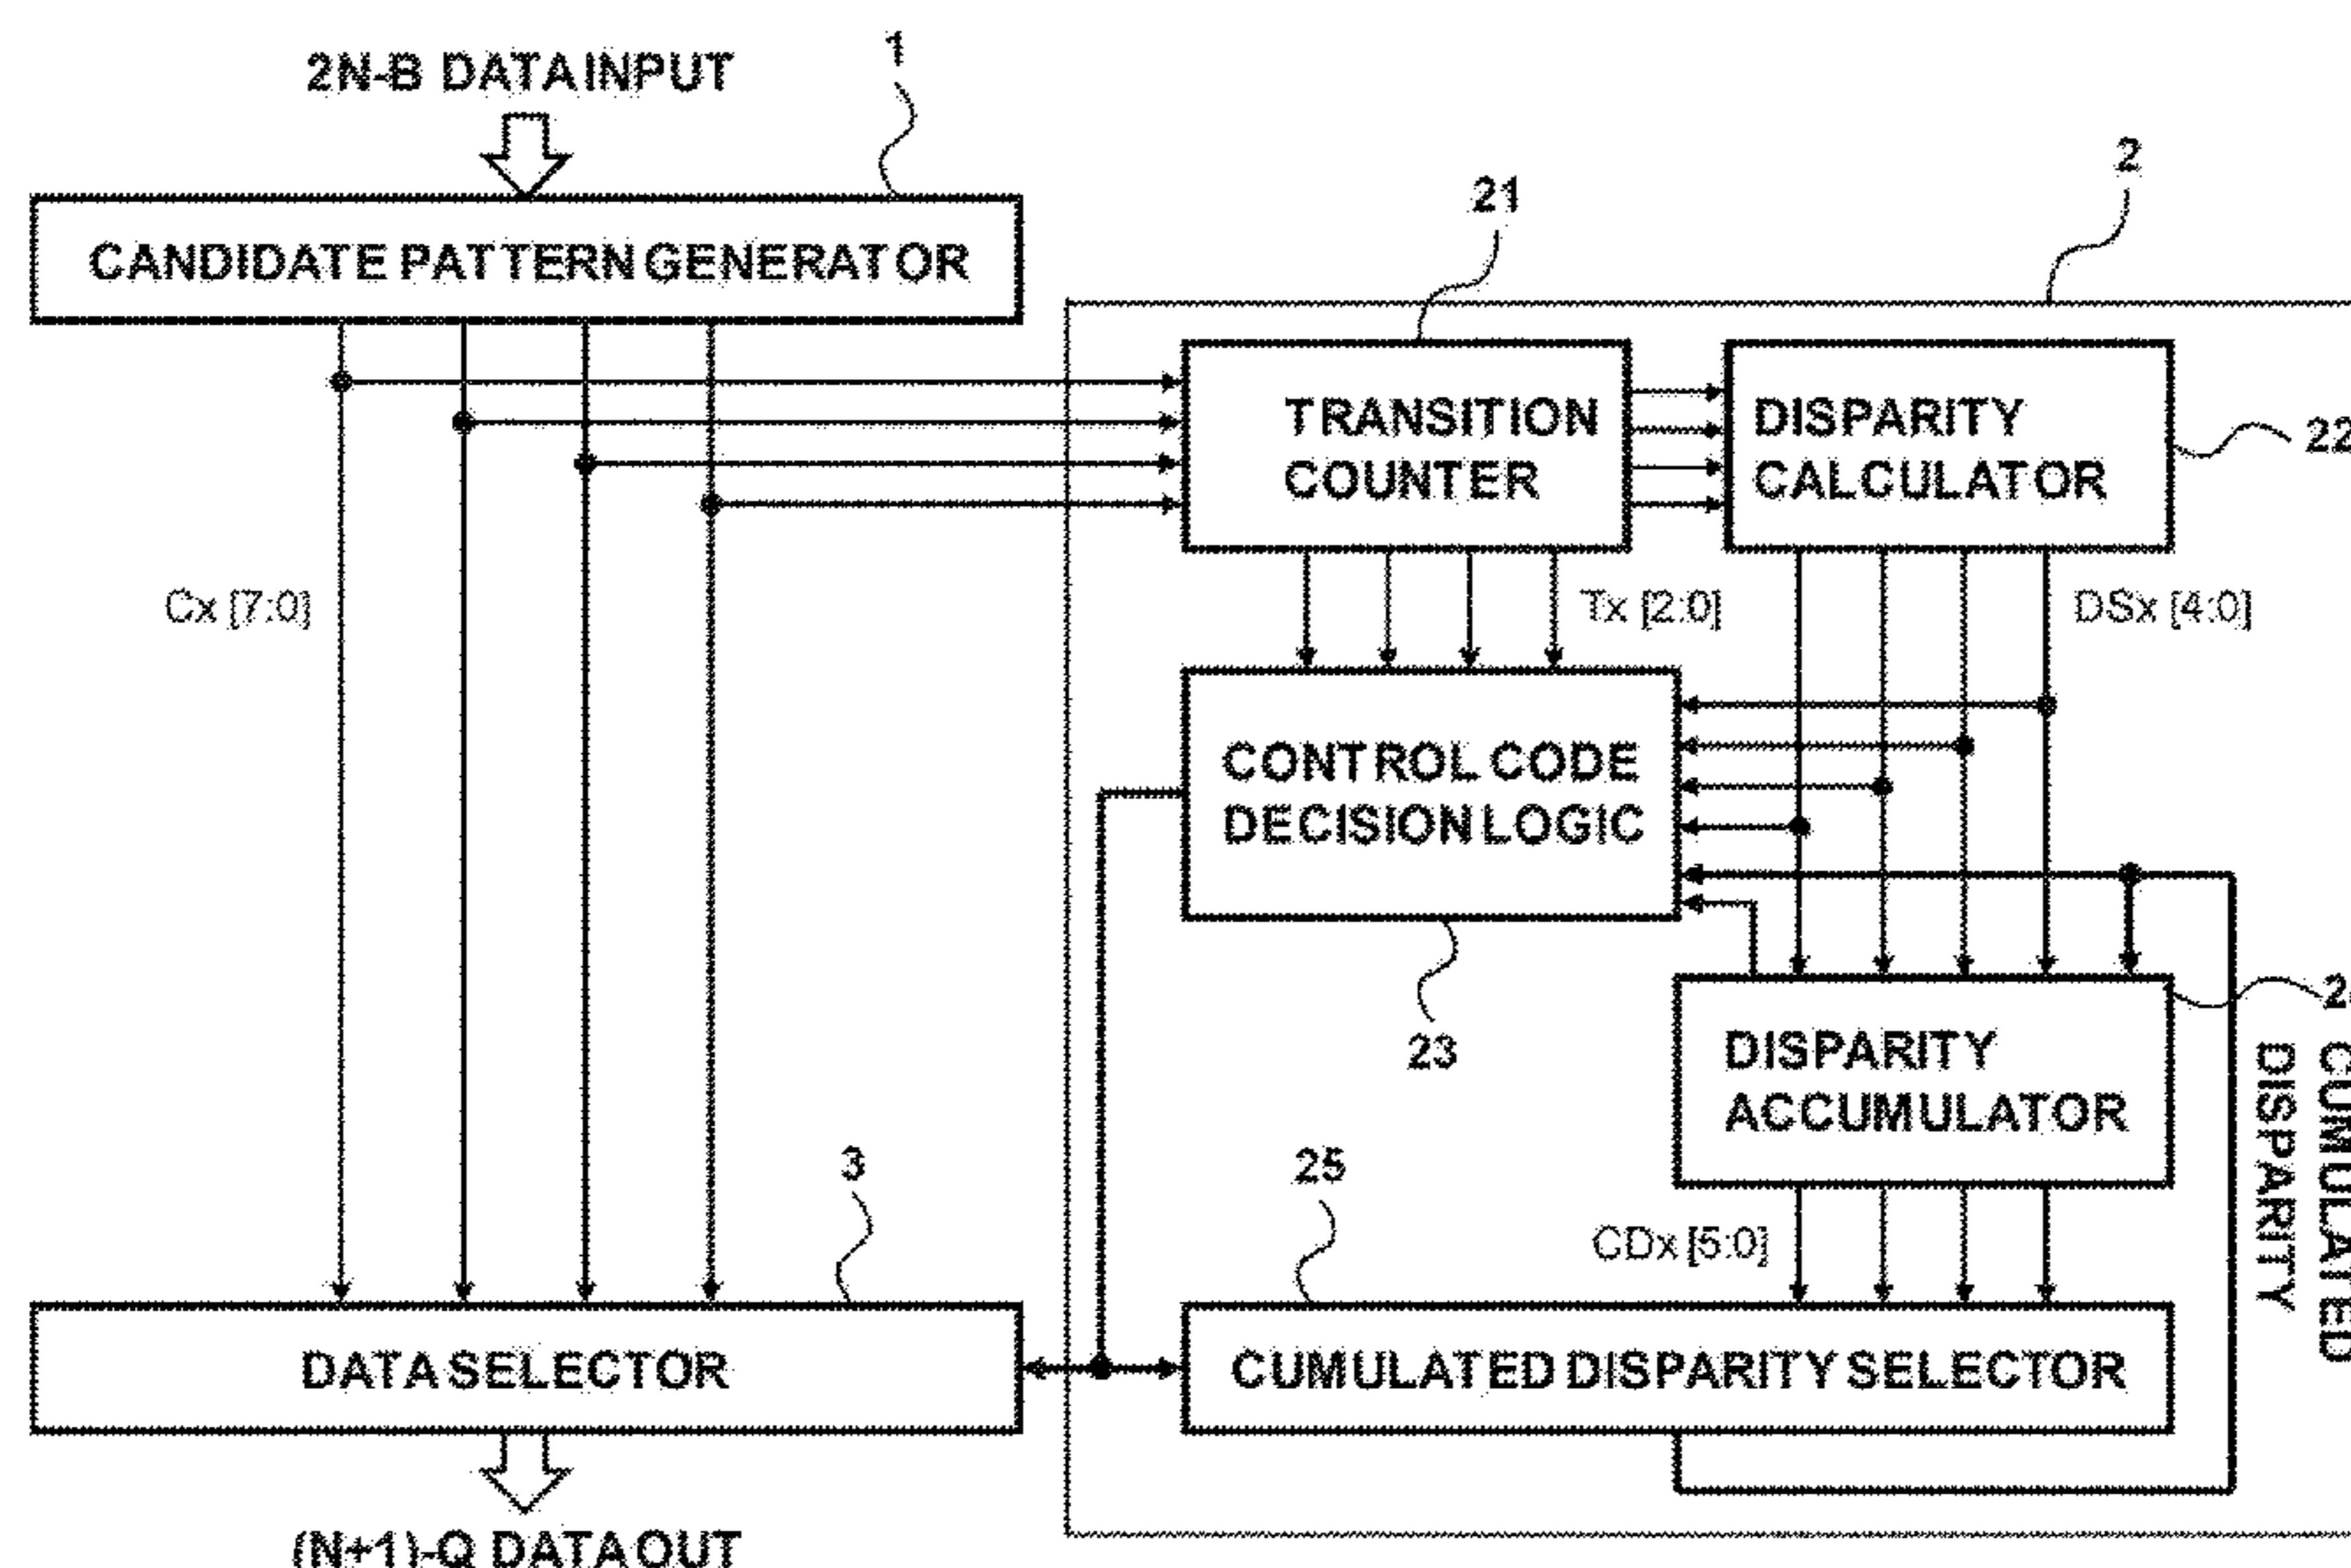 2N-B DATA INPUT
1
CANDIDATE PATTERN GENERATOR
2
21
TRANSITION
COUNTER
DISPARITY
CALCULATOR
22
Cx [7:0]
Tx [2:0]
DSx [4:0]
CONTROL CODE
DECISION LOGIC
23
DISPARITY
ACCUMULATOR
CUMULATED
DISPARITY
3
25
CDx [5:0]
DATA SELECTOR
CUMULATED DISPARITY SELECTOR
(N+1)-Q DATA OUT